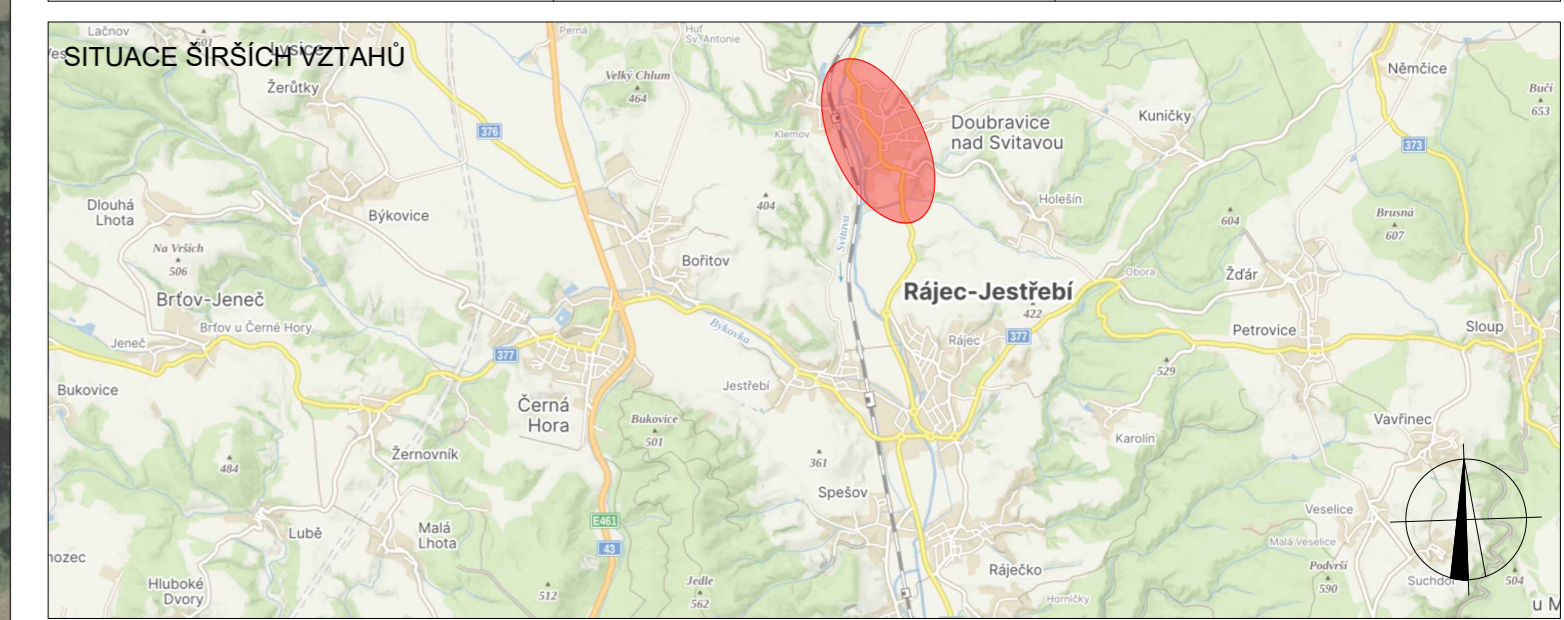 SITUACE ŠIRŠÍCH VZTAHŮ
Lačnov
501
Lysice
Žerůtky
Perná
Huť
Sv. Antonie
Velký Chlum
464
376
Klemov
Doubravice
nad Svitavou
Kuničky
Němčice
Bučí
653
373
Dlouhá
Lhota
Býkovice
404
Holešín
604
Brusná
607
Na Vrších
506
Bořitov
Svitava
Obora
Žďár
Brťov-Jeneč
Rájec-Jestřebí
422
Brťov u Černé Hory
Jeneč
377
Býkovka
Rájec
377
Petrovice
Sloup
Bukovice
Jestřebí
529
Černá
Hora
Bukovice
501
Vavřinec
Karolín
Žernovník
484
361
Spešov
Veselice
E461
43
Lubě
Malá
Lhota
Malá Veselice
hozec
Hluboké
Dvory
512
Jedle
562
Ráječko
Horničky
Podvrší
590
Suchdol
504
u M